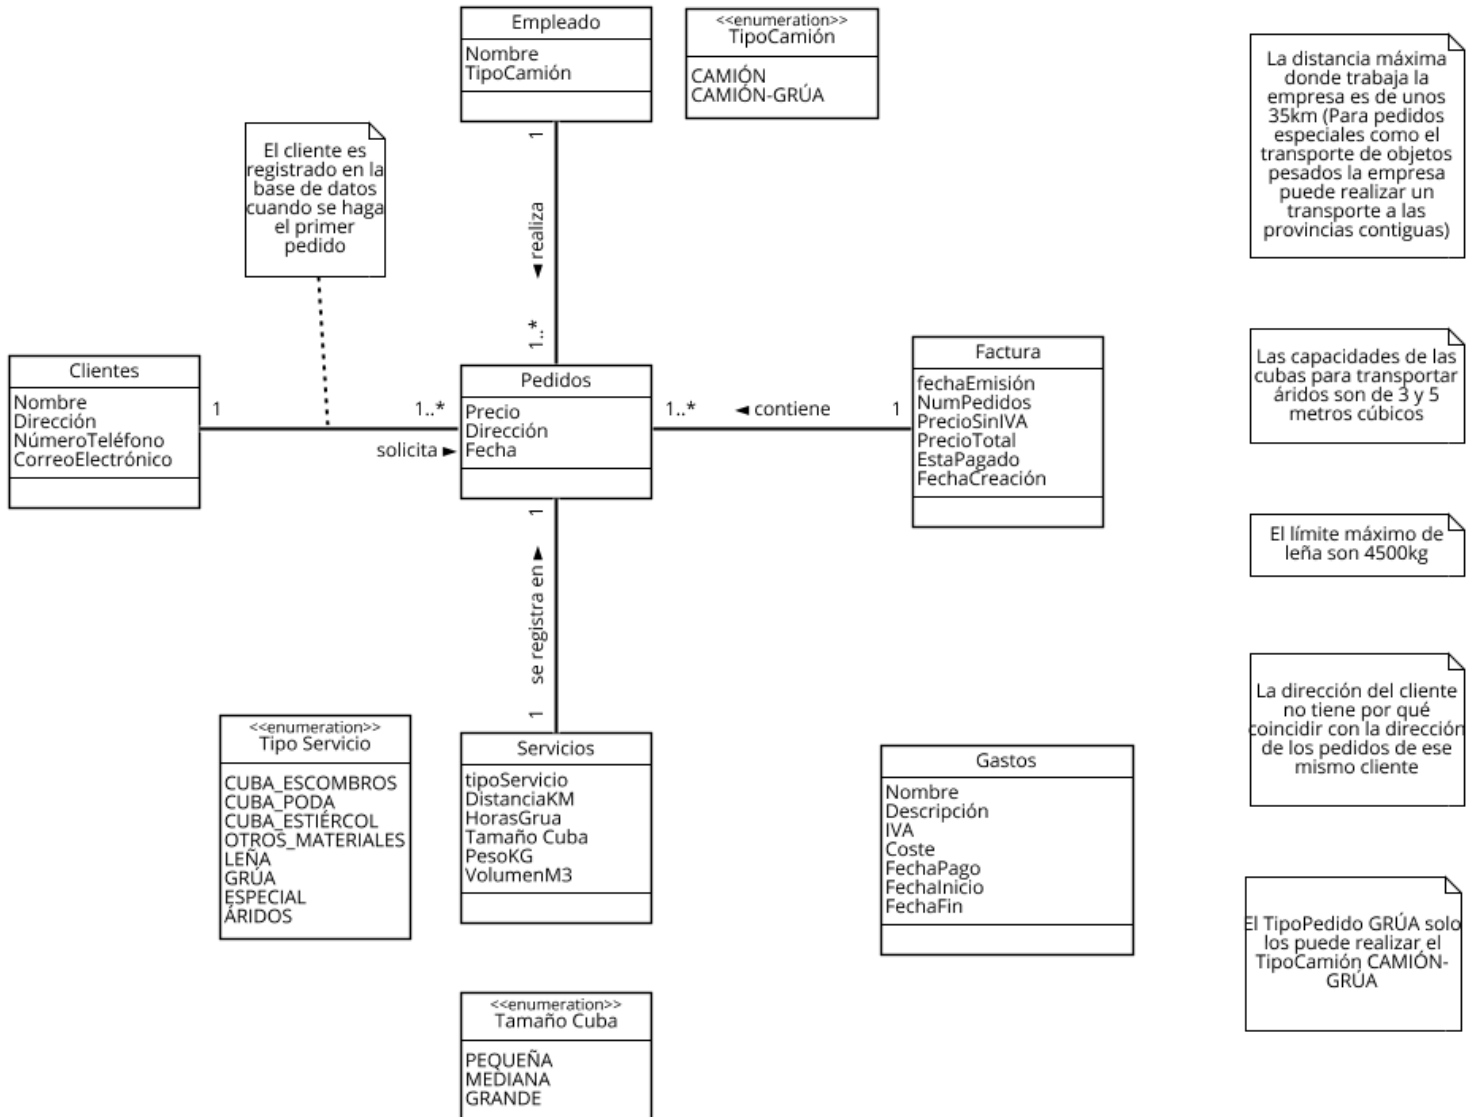 Empleado
Nombre
TipoCamión
<<enumeration>>
TipoCamión
CAMIÓN
CAMIÓN-GRÚA
La distancia máxima
donde trabaja la
empresa es de unos
35km (Para pedidos
especiales como el
transporte de objetos
pesados la empresa
puede realizar un
transporte a las
provincias contiguas)
El cliente es
registrado en la
base de datos
cuando se haga
el primer
pedido
1
◄ realiza
1..*
Clientes
Nombre
Dirección
NúmeroTeléfono
CorreoElectrónico
1
1..*
solicita ►
Pedidos
Precio
Dirección
Fecha
1..*
◄ contiene
1
Factura
fechaEmisión
NumPedidos
PrecioSinIVA
PrecioTotal
EstaPagado
FechaCreación
Las capacidades de las
cubas para transportar
áridos son de 3 y 5
metros cúbicos
El límite máximo de
leña son 4500kg
1
se registra en ►
1
La dirección del cliente
no tiene por qué
coincidir con la dirección
de los pedidos de ese
mismo cliente
<<enumeration>>
Tipo Servicio
CUBA_ESCOMBROS
CUBA_PODA
CUBA_ESTIÉRCOL
OTROS_MATERIALES
LEÑA
GRÚA
ESPECIAL
ÁRIDOS
Servicios
tipoServicio
DistanciaKM
HorasGrua
Tamaño Cuba
PesoKG
VolumenM3
Gastos
Nombre
Descripción
IVA
Coste
FechaPago
FechaInicio
FechaFin
El TipoPedido GRÚA solo
los puede realizar el
TipoCamión CAMIÓN-
GRÚA
<<enumeration>>
Tamaño Cuba
PEQUEÑA
MEDIANA
GRANDE